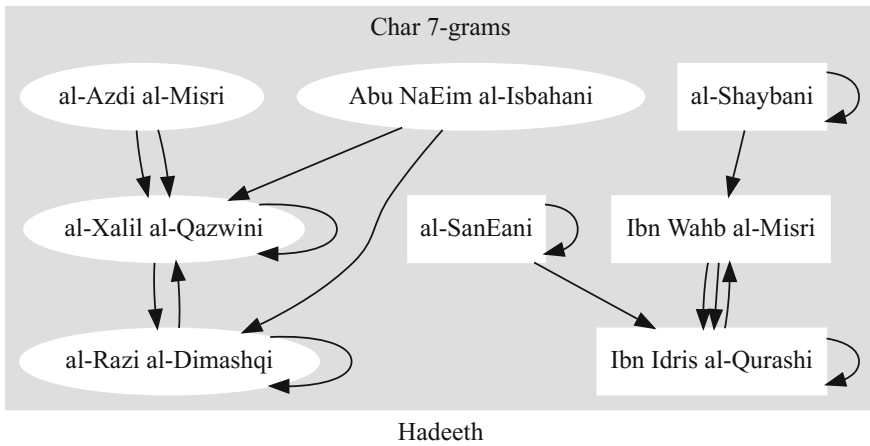 Char 7-grams
al-Azdi al-Misri
Abu NaEim al-Isbahani
al-Shaybani
al-Xalil al-Qazwini
al-SanEani
Ibn Wahb al-Misri
al-Razi al-Dimashqi
Ibn Idris al-Qurashi
Hadeeth